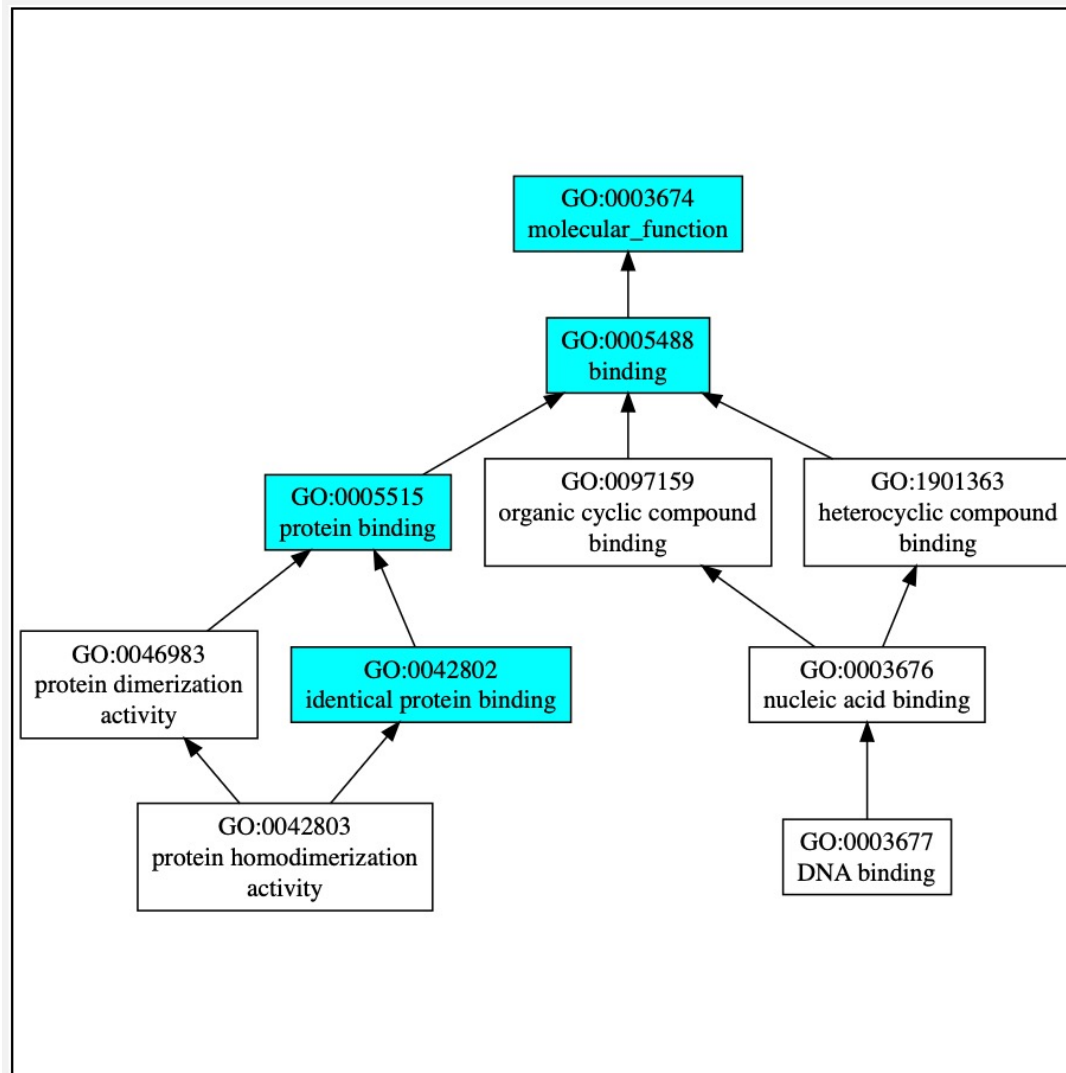 GO:0003674
molecular_function
GO:0005488
binding
GO:0005515
protein binding
GO:0097159
organic cyclic compound
binding
GO:1901363
heterocyclic compound
binding
GO:0046983
protein dimerization
activity
GO:0042802
identical protein binding
GO:0003676
nucleic acid binding
GO:0042803
protein homodimerization
activity
GO:0003677
DNA binding